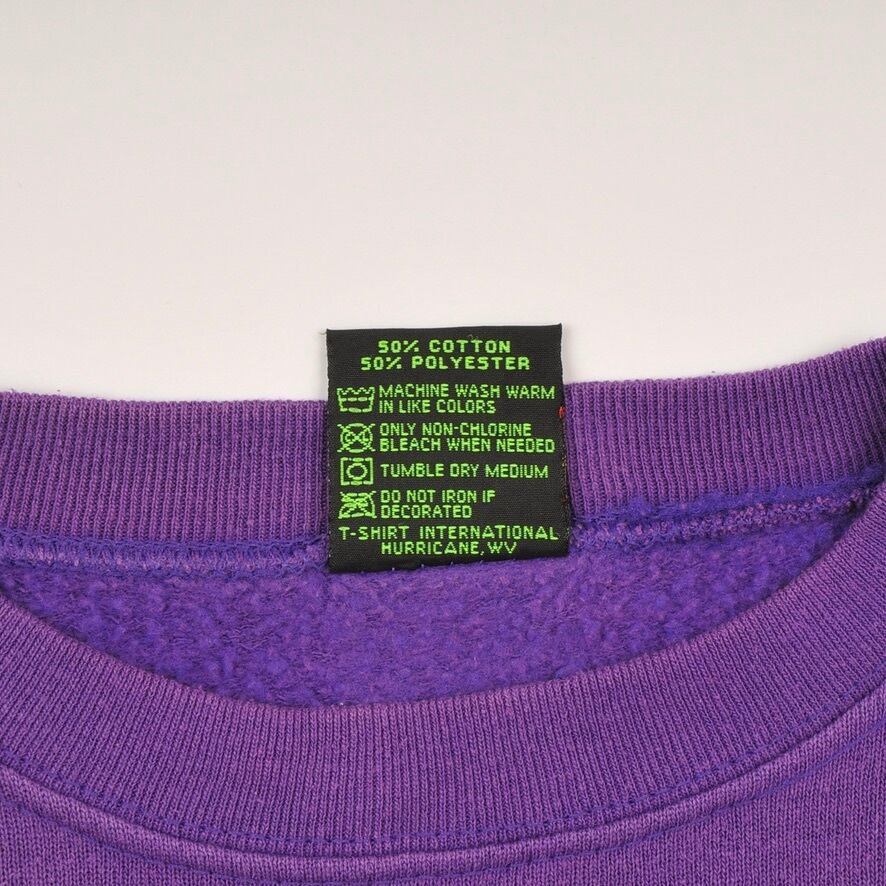 50% COTTON
50% POLYESTER
MACHINE WASH WARM
IN LIKE COLORS
ONLY NON-CHLORINE
BLEACH WHEN NEEDED
TUMBLE DRY MEDIUM
DO NOT IRON IF
DECORATED
T-SHIRT INTERNATIONAL
HURRICANE, WV